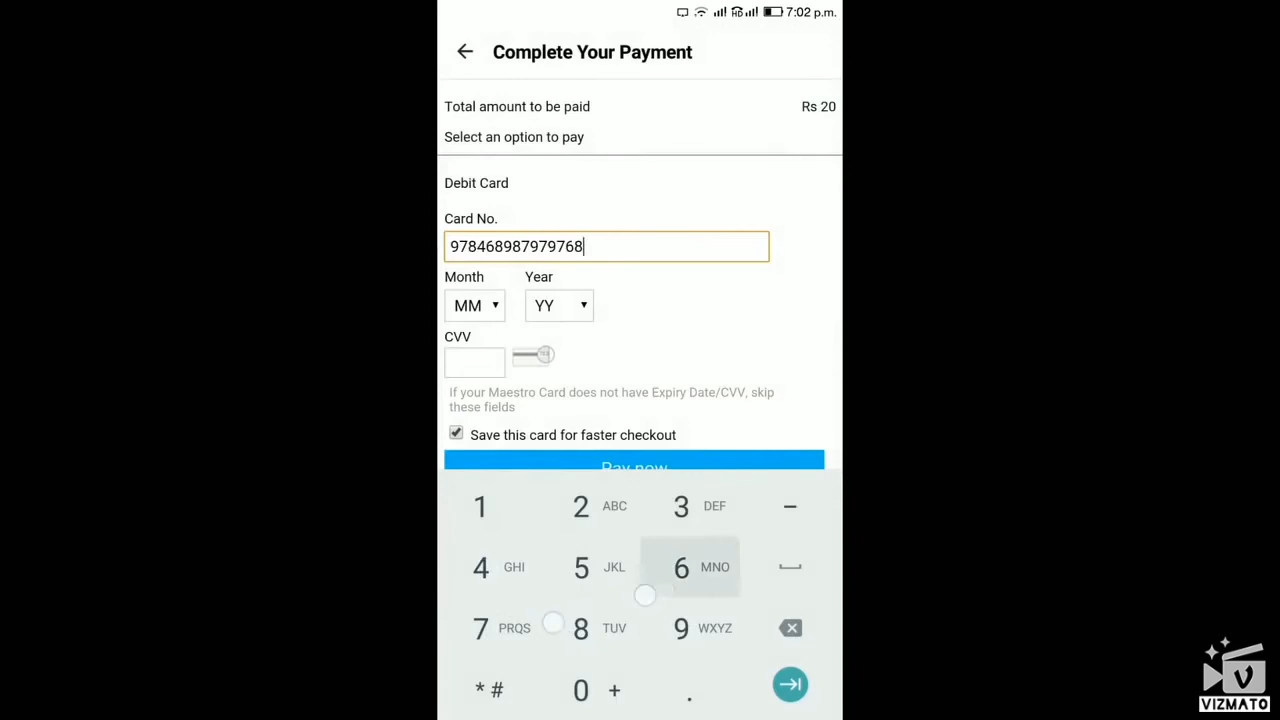 HD 7:02 p.m.
Complete Your Payment
Total amount to be paid Rs 20
Select an option to pay
Debit Card
Card No.
978468987979768
Month Year
MM YY
CVV
If your Maestro Card does not have Expiry Date/CVV, skip
these fields
Save this card for faster checkout
Pay now
1 2 ABC 3 DEF -
4 GHI 5 JKL 6 MNO
7 PRQS 8 TUV 9 WXYZ
* # 0 + .
V
VIZMATO